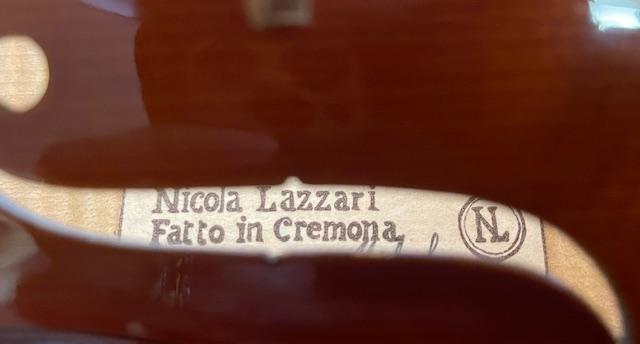 Nicola Lazzari
Fatto in Cremona
NL